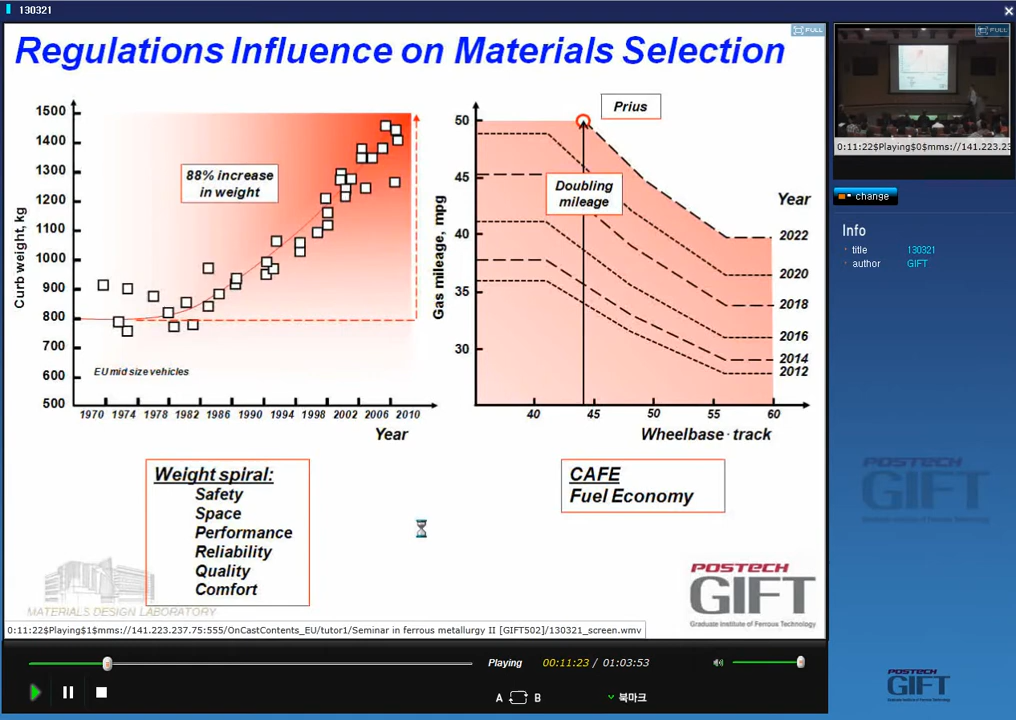 130321
Regulations Influence on Materials Selection
FULL
FULL
1500
1400
1300
1200
1100
1000
900
800
700
600
500
Curb weight, kg
88% increase
in weight
EU mid size vehicles
1970 1974 1978 1982 1986 1990 1994 1998 2002 2006 2010
Year
50
45
40
35
30
Gas mileage, mpg
Prius
Doubling
mileage
Year
2022
2020
2018
2016
2014
2012
40 45 50 55 60
Wheelbase·track
Weight spiral:
Safety
Space
Performance
Reliability
Quality
Comfort
CAFE
Fuel Economy
MATERIALS DESIGN LABORATORY
POSTECH
GIFT
Graduate Institute of Ferrous Technology
0:11:22$Playing$1$mms://141.223.237.75:555/OnCastContents_EU/tutor1/Seminar in ferrous metallurgy II [GIFT502]/130321_screen.wmv
Playing 00:11:23 / 01:03:53
A B 북마크
0:11:22$Playing$0$mms://141.223.23
change
Info
title 130321
author GIFT
POSTECH
GIFT
Graduate Institute of Ferrous Technology
POSTECH
GIFT